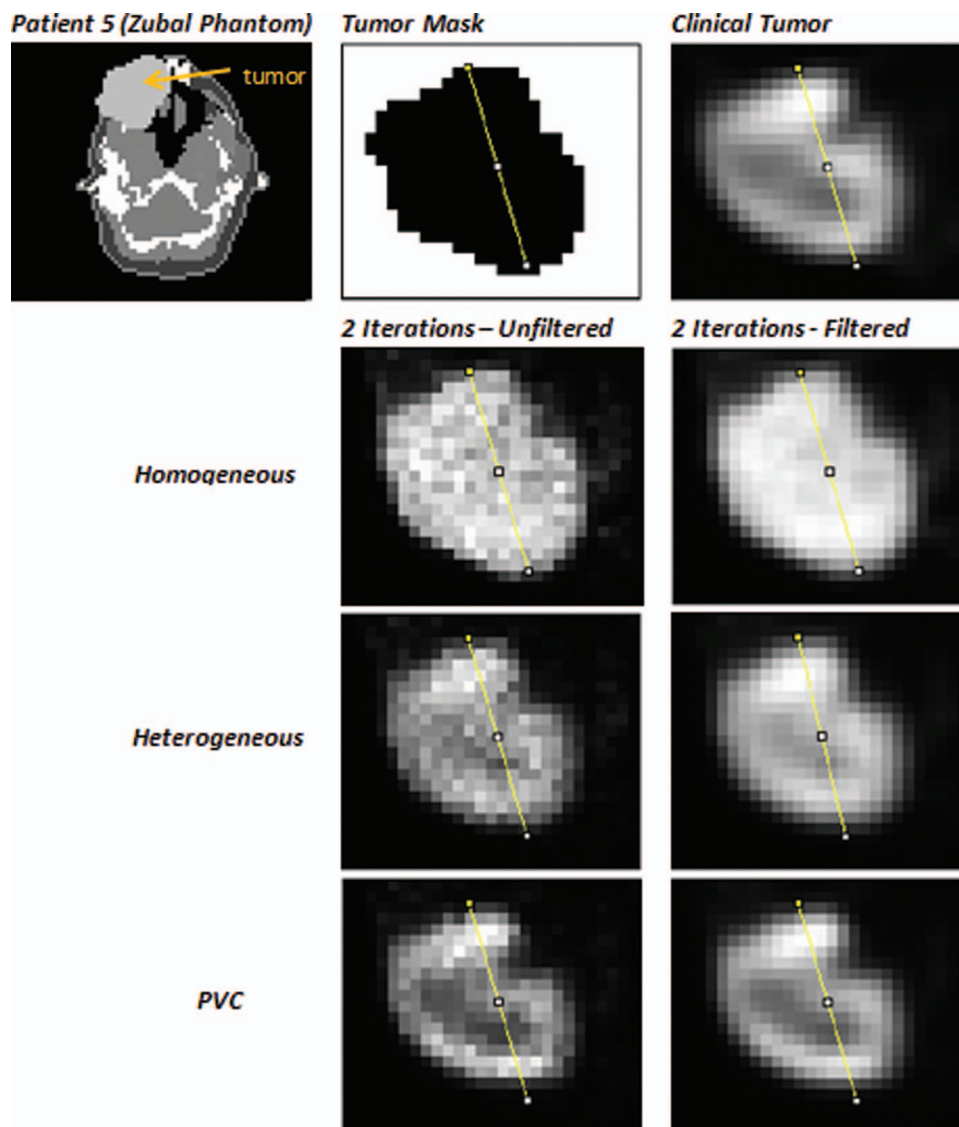 Patient 5 (Zubal Phantom)
Tumor Mask
Clinical Tumor
tumor
2 Iterations – Unfiltered
2 Iterations - Filtered
Homogeneous
Heterogeneous
PVC